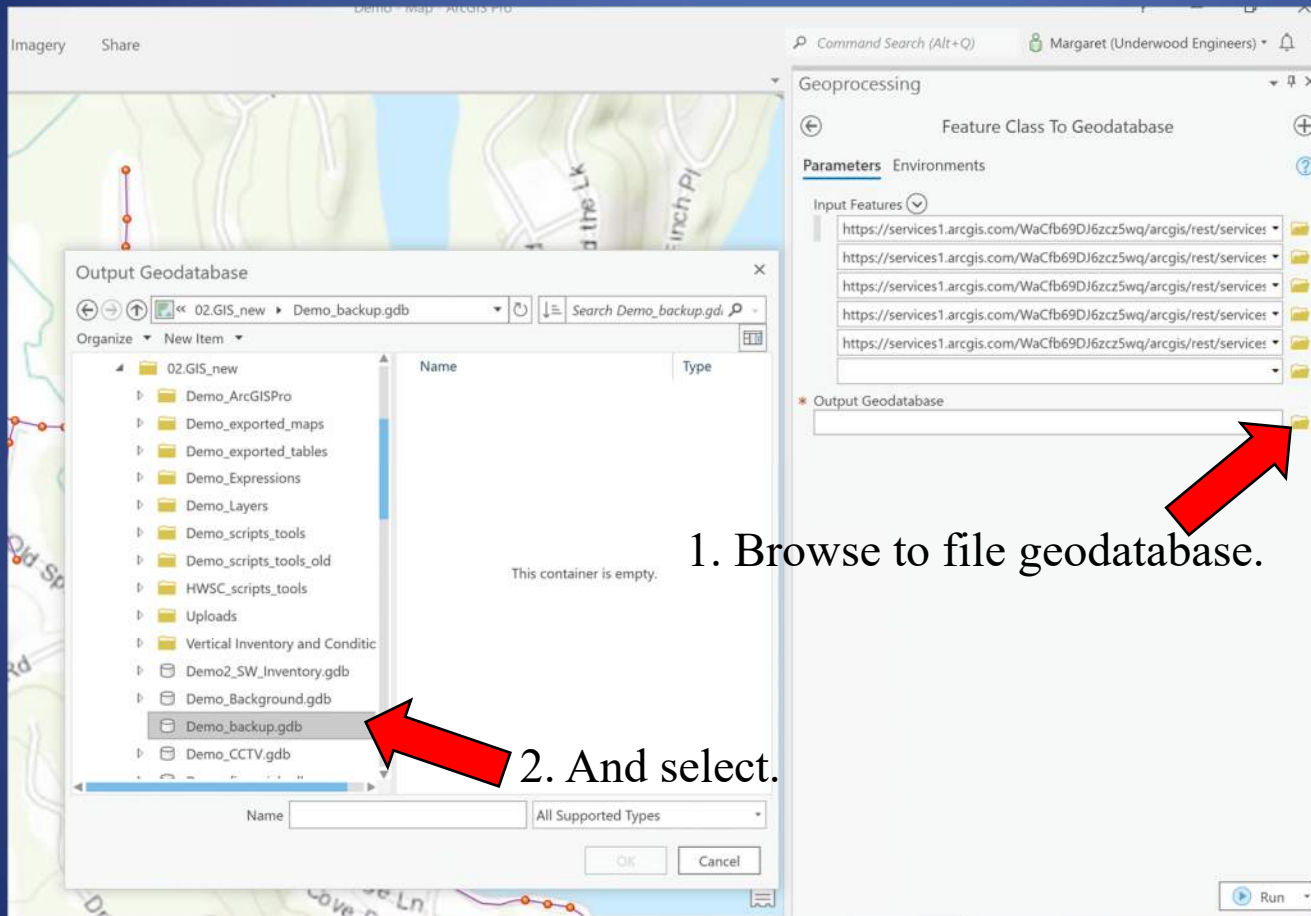 Demo - Map - ArcGIS Pro
Imagery Share
Command Search (Alt+Q) Margaret (Underwood Engineers)
Geoprocessing
Feature Class To Geodatabase
Parameters Environments
Input Features
https://services1.arcgis.com/WaCfb69DJ6zcz5wq/arcgis/rest/services
https://services1.arcgis.com/WaCfb69DJ6zcz5wq/arcgis/rest/services
https://services1.arcgis.com/WaCfb69DJ6zcz5wq/arcgis/rest/services
https://services1.arcgis.com/WaCfb69DJ6zcz5wq/arcgis/rest/services
https://services1.arcgis.com/WaCfb69DJ6zcz5wq/arcgis/rest/services
* Output Geodatabase
1. Browse to file geodatabase.
Run
d the Lk
Finch Pl
Output Geodatabase
« 02.GIS_new Demo_backup.gdb Search Demo_backup.gd
Organize New Item
Name Type
02.GIS_new
Demo_ArcGISPro
Demo_exported_maps
Demo_exported_tables
Demo_Expressions
Demo_Layers
Demo_scripts_tools
Demo_scripts_tools_old
HWSC_scripts_tools
Uploads
Vertical Inventory and Conditic
Demo2_SW_Inventory.gdb
Demo_Background.gdb
Demo_backup.gdb
Demo_CCTV.gdb
This container is empty.
2. And select.
Name All Supported Types
OK Cancel
Old Sp
Rd
Cove
Ln